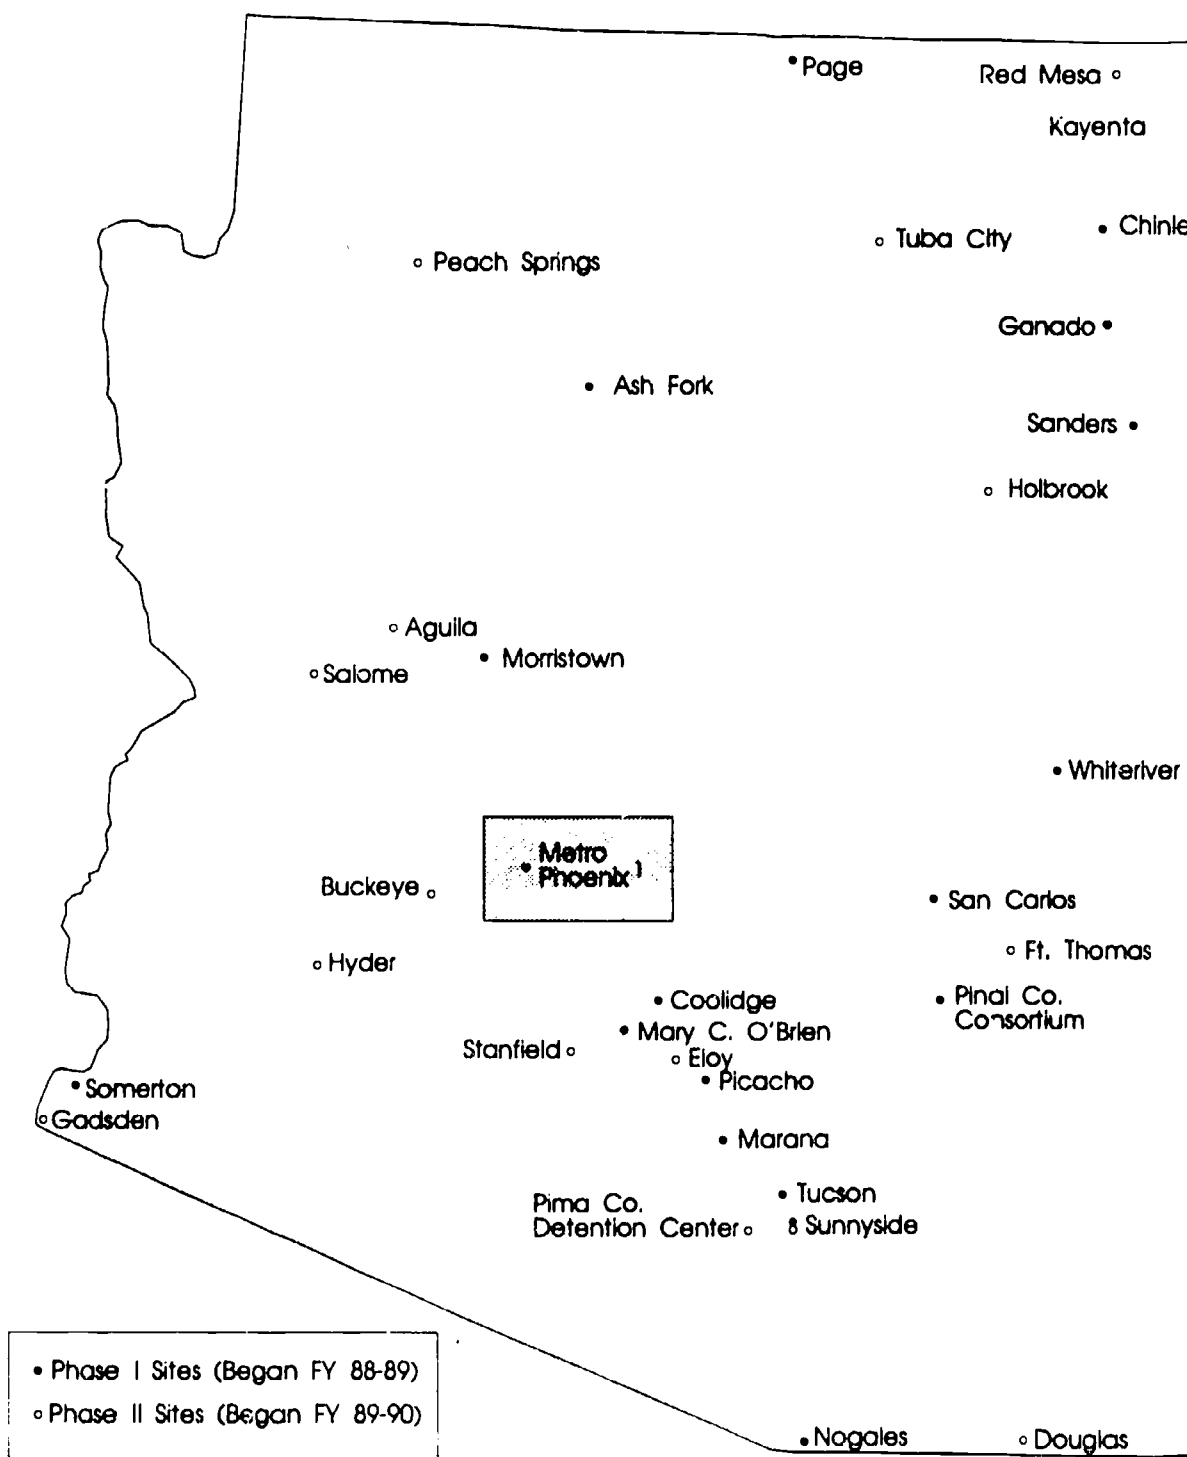 Page
Red Mesa
Kayenta
Chinle
Tuba City
Peach Springs
Ganado
Ash Fork
Sanders
Holbrook
Aguila
Morristown
Salome
Whiteriver
Metro
Phoenix 1
Buckeye
San Carlos
Ft. Thomas
Hyder
Coolidge
Pinal Co.
Consortium
Mary C. O'Brien
Stanfield
Eloy
Picacho
Somerton
Gadsden
Marana
Tucson
Pima Co.
Detention Center
8 Sunnyside
• Phase I Sites (Began FY 88-89)
o Phase II Sites (Began FY 89-90)
Nogales
Douglas